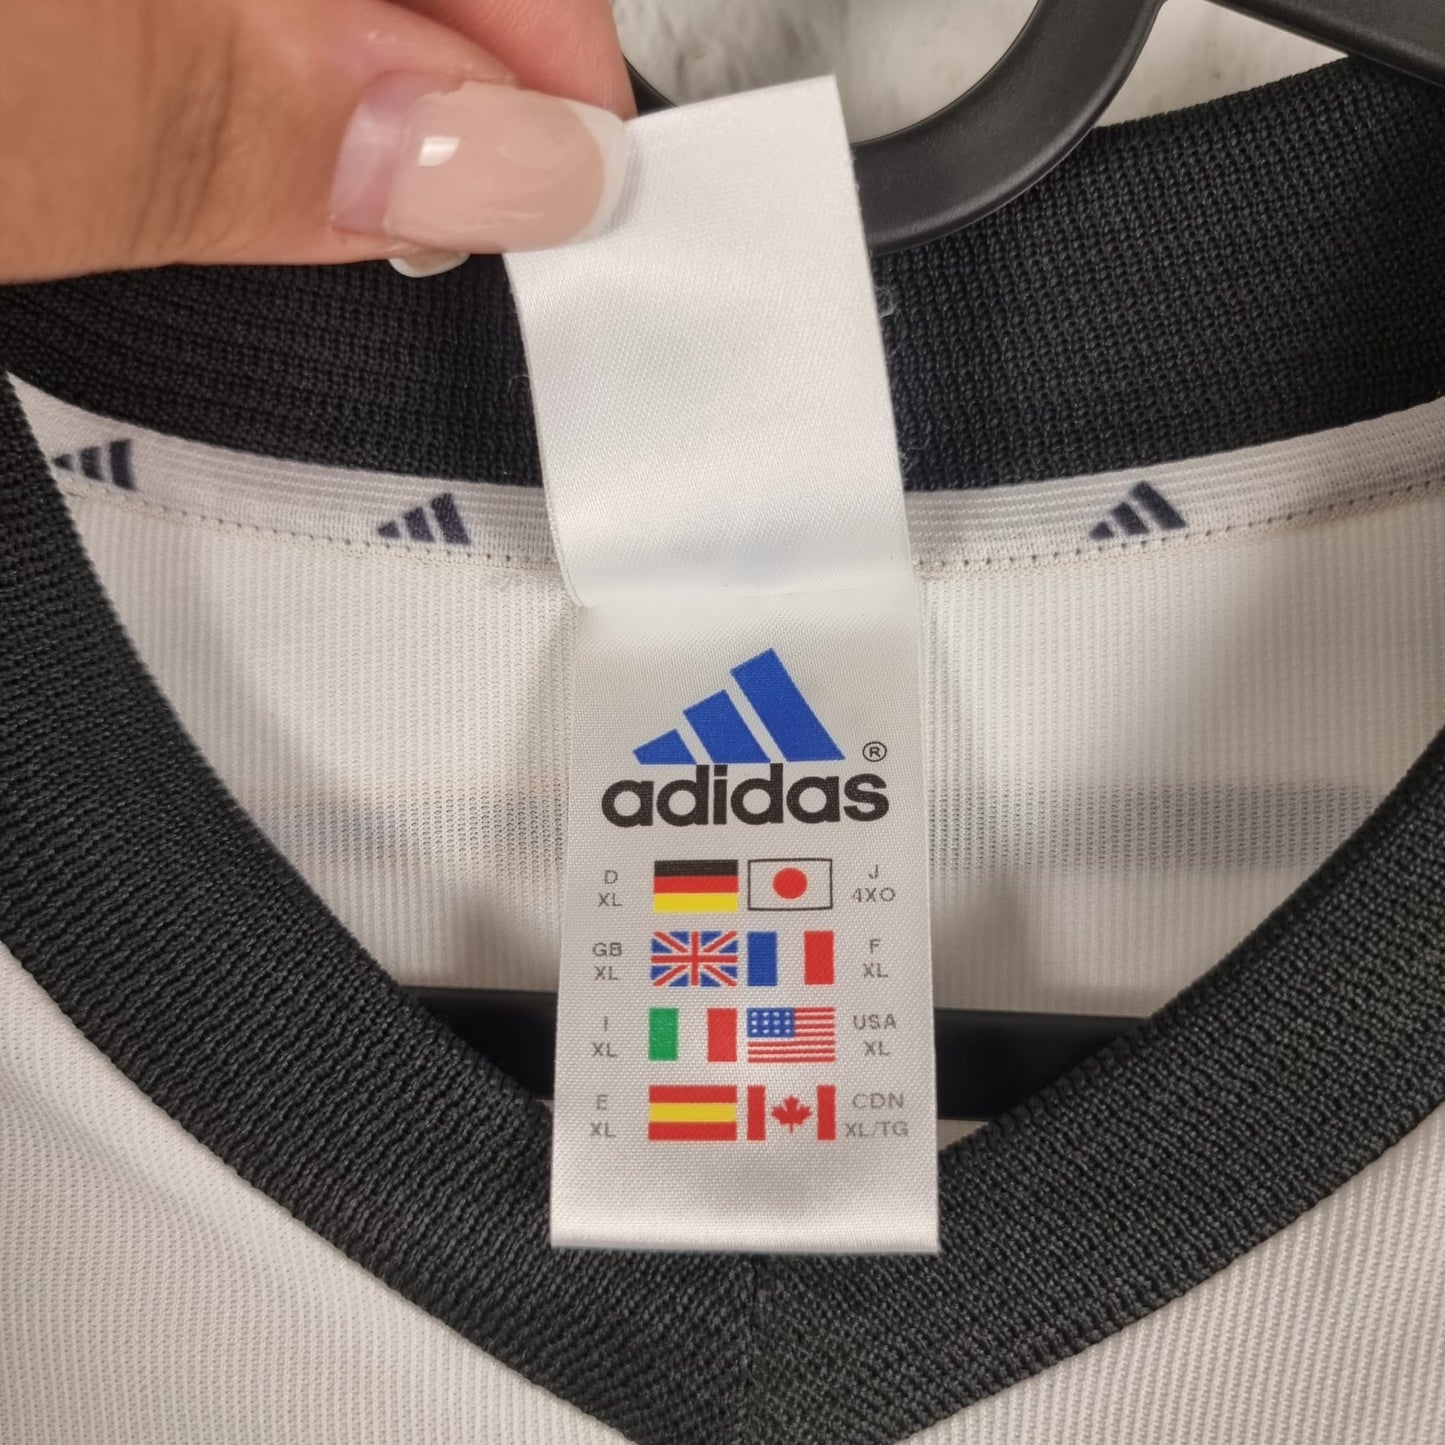 adidas®
D J
XL 4XO
GB F
XL XL
I USA
XL XL
E CDN
XL XL/TG